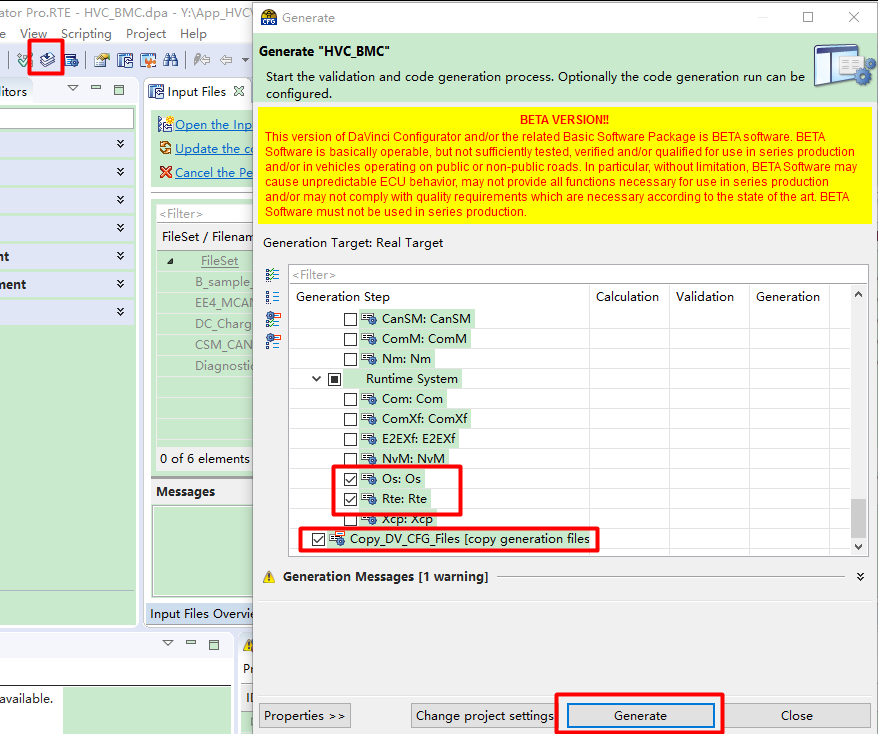 ator Pro.RTE - HVC_BMC.dpa - Y:\App_HVC\
e View Scripting Project Help
ditors
nt
ment
available.
Input Files
Open the Inp
Update the co
Cancel the Pe
<Filter>
FileSet / Filenam
FileSet
B_sample_
EE4_MCAN
DC_Charg
CSM_CAN
Diagnostic
0 of 6 elements
Messages
Input Files Overvie
Generate
Generate "HVC_BMC"
Start the validation and code generation process. Optionally the code generation run can be
configured.
BETA VERSION!!
This version of DaVinci Configurator and/or the related Basic Software Package is BETA software. BETA
Software is basically operable, but not sufficiently tested, verified and/or qualified for use in series production
and/or in vehicles operating on public or non-public roads. In particular, without limitation, BETA Software may
cause unpredictable ECU behavior, may not provide all functions necessary for use in series production
and/or may not comply with quality requirements which are necessary according to the state of the art. BETA
Software must not be used in series production.
Generation Target: Real Target
<Filter>
Generation Step Calculation Validation Generation
CanSM: CanSM
ComM: ComM
Nm: Nm
Runtime System
Com: Com
ComXf: ComXf
E2EXf: E2EXf
NvM: NvM
Os: Os
Rte: Rte
Xcp: Xcp
Copy_DV_CFG_Files [copy generation files
Generation Messages [1 warning]
Properties >> Change project settings Generate Close